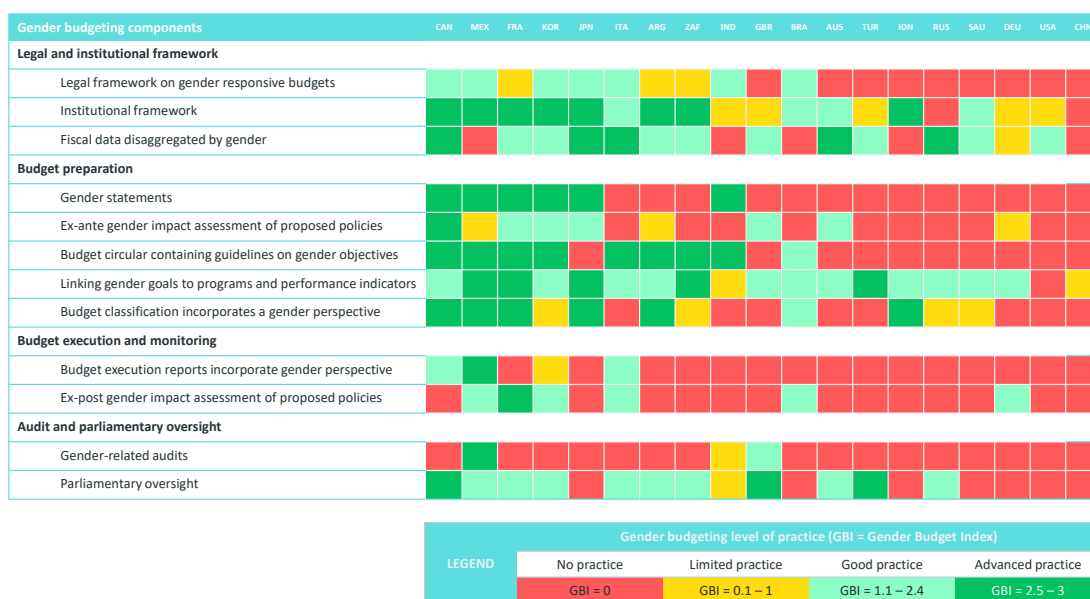 Gender budgeting components CAN MEX FRA KOR JPN ITA ARG ZAF IND GBR BRA AUS TUR IDN RUS SAU DEU USA CHN
Legal and institutional framework
Legal framework on gender responsive budgets
Institutional framework
Fiscal data disaggregated by gender
Budget preparation
Gender statements
Ex-ante gender impact assessment of proposed policies
Budget circular containing guidelines on gender objectives
Linking gender goals to programs and performance indicators
Budget classification incorporates a gender perspective
Budget execution and monitoring
Budget execution reports incorporate gender perspective
Ex-post gender impact assessment of proposed policies
Audit and parliamentary oversight
Gender-related audits
Parliamentary oversight
Gender budgeting level of practice (GBI = Gender Budget Index)
LEGEND No practice Limited practice Good practice Advanced practice
GBI = 0 GBI = 0.1 – 1 GBI = 1.1 – 2.4 GBI = 2.5 – 3